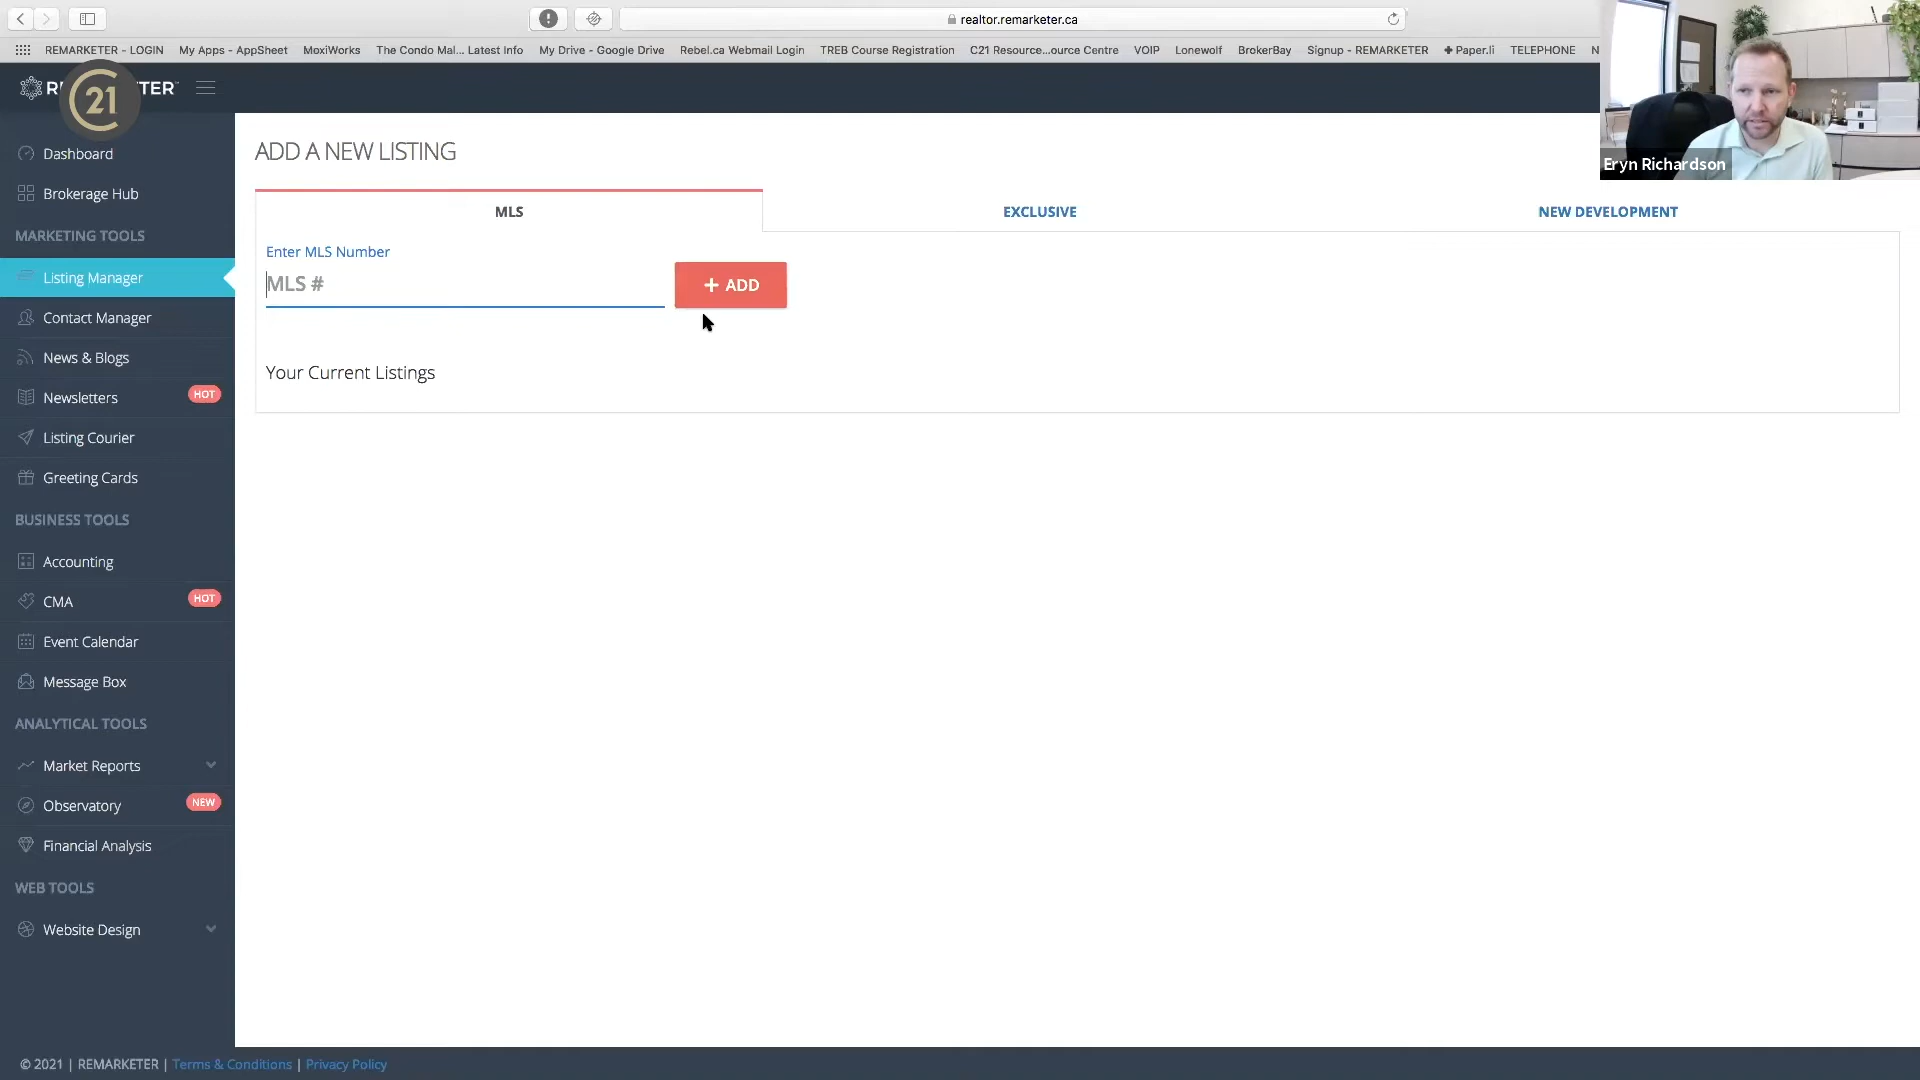 realtor.remarketer.ca
REMARKETER - LOGIN
My Apps - AppSheet
MoxiWorks
The Condo Mal... Latest Info
My Drive - Google Drive
Rebel.ca Webmail Login
TREB Course Registration
C21 Resource...ource Centre
VOIP
Lonewolf
BrokerBay
Signup - REMARKETER
Paper.li
TELEPHONE
N
21
Eryn Richardson
Dashboard
Brokerage Hub
MARKETING TOOLS
Listing Manager
Contact Manager
News & Blogs
Newsletters
HOT
Listing Courier
Greeting Cards
BUSINESS TOOLS
Accounting
CMA
HOT
Event Calendar
Message Box
ANALYTICAL TOOLS
Market Reports
Observatory
NEW
Financial Analysis
WEB TOOLS
Website Design
ADD A NEW LISTING
MLS
EXCLUSIVE
NEW DEVELOPMENT
Enter MLS Number
MLS #
+ ADD
Your Current Listings
© 2021 | REMARKETER | Terms & Conditions | Privacy Policy